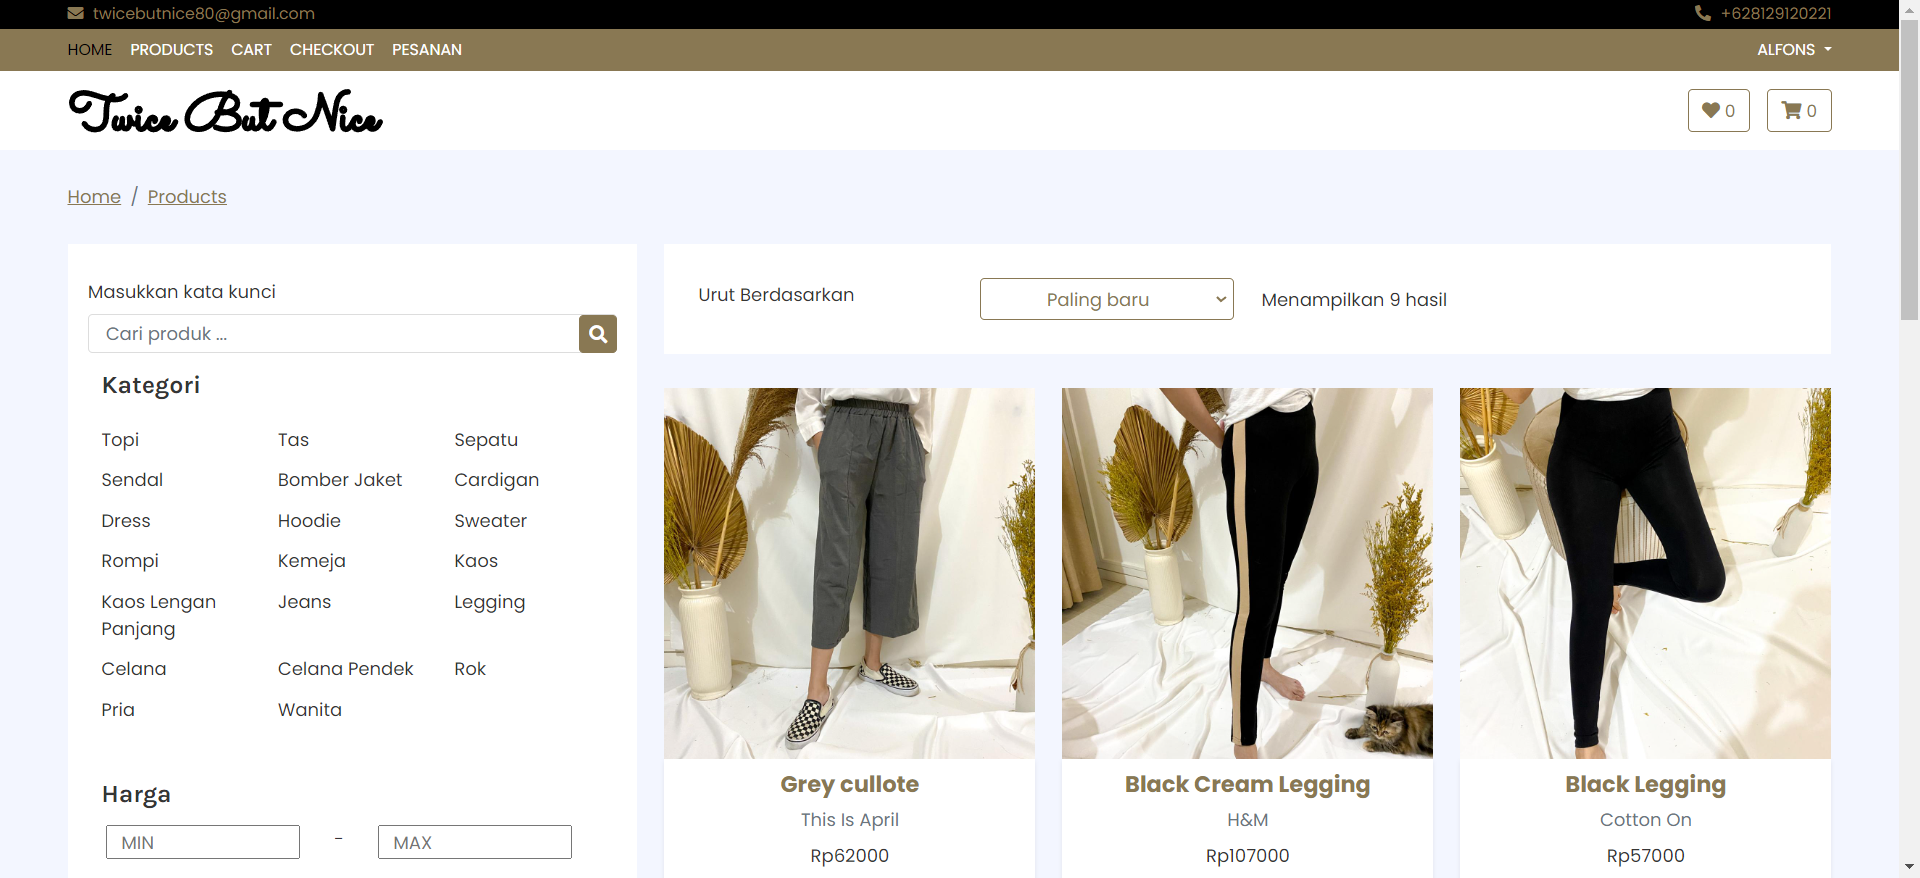 twicebutnice80@gmail.com +628129120221
HOME PRODUCTS CART CHECKOUT PESANAN ALFONS
Twice But Nice 0 0
Home / Products
Masukkan kata kunci
Cari produk ...
Urut Berdasarkan Paling baru Menampilkan 9 hasil
Kategori
Topi Tas Sepatu
Sendal Bomber Jaket Cardigan
Dress Hoodie Sweater
Rompi Kemeja Kaos
Kaos Lengan Jeans Legging
Panjang
Celana Celana Pendek Rok
Pria Wanita
Harga
MIN - MAX
Grey cullote Black Cream Legging Black Legging
This Is April H&M Cotton On
Rp62000 Rp107000 Rp57000